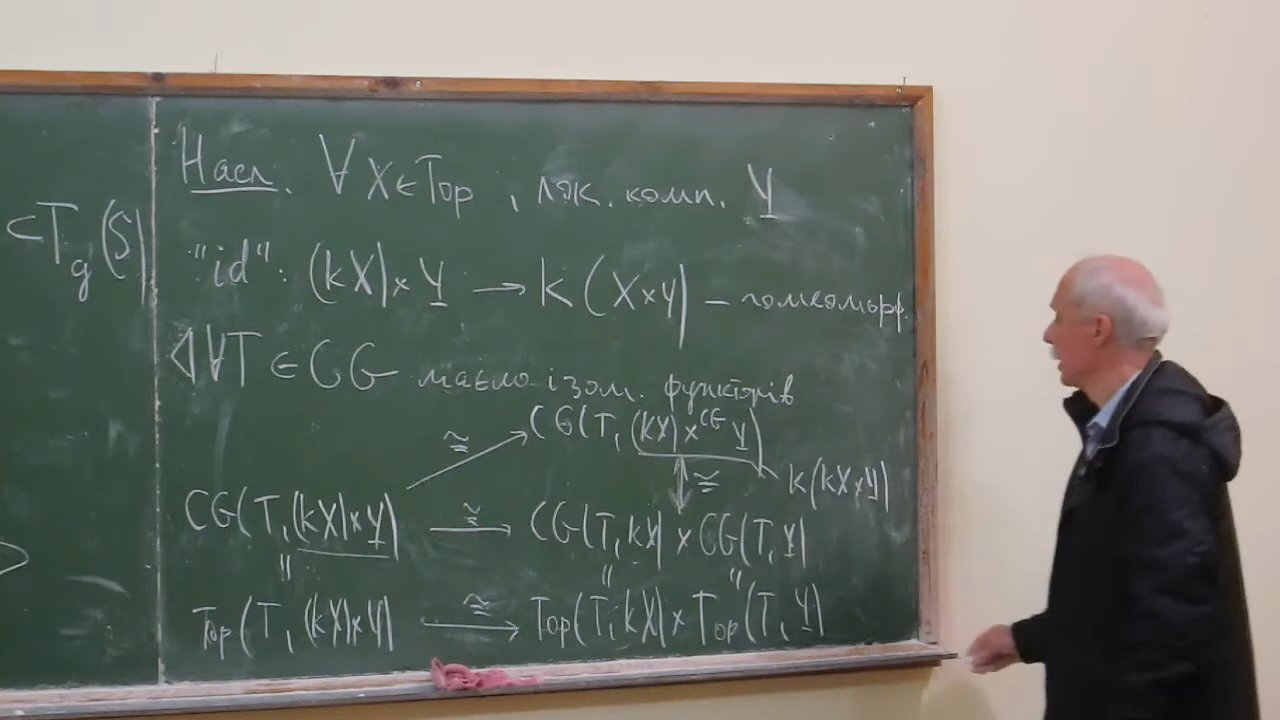 ⊂T_g(S)
Насл. ∀ X∈Top, лок. комп. Y
"id": (kX)×Y → k(X×Y) – гомеоморф.
◁ ∀T ∈ CG маємо ізом. функторів
CG(T, (kX)×^{CG} Y)
≅ ≅ k(kX×Y)
CG(T, (kX)×Y) ≅→ CG(T, kX)×CG(T, Y)
" " "
Top(T, (kX)×Y) ≅→ Top(T, kX)×Top(T, Y)